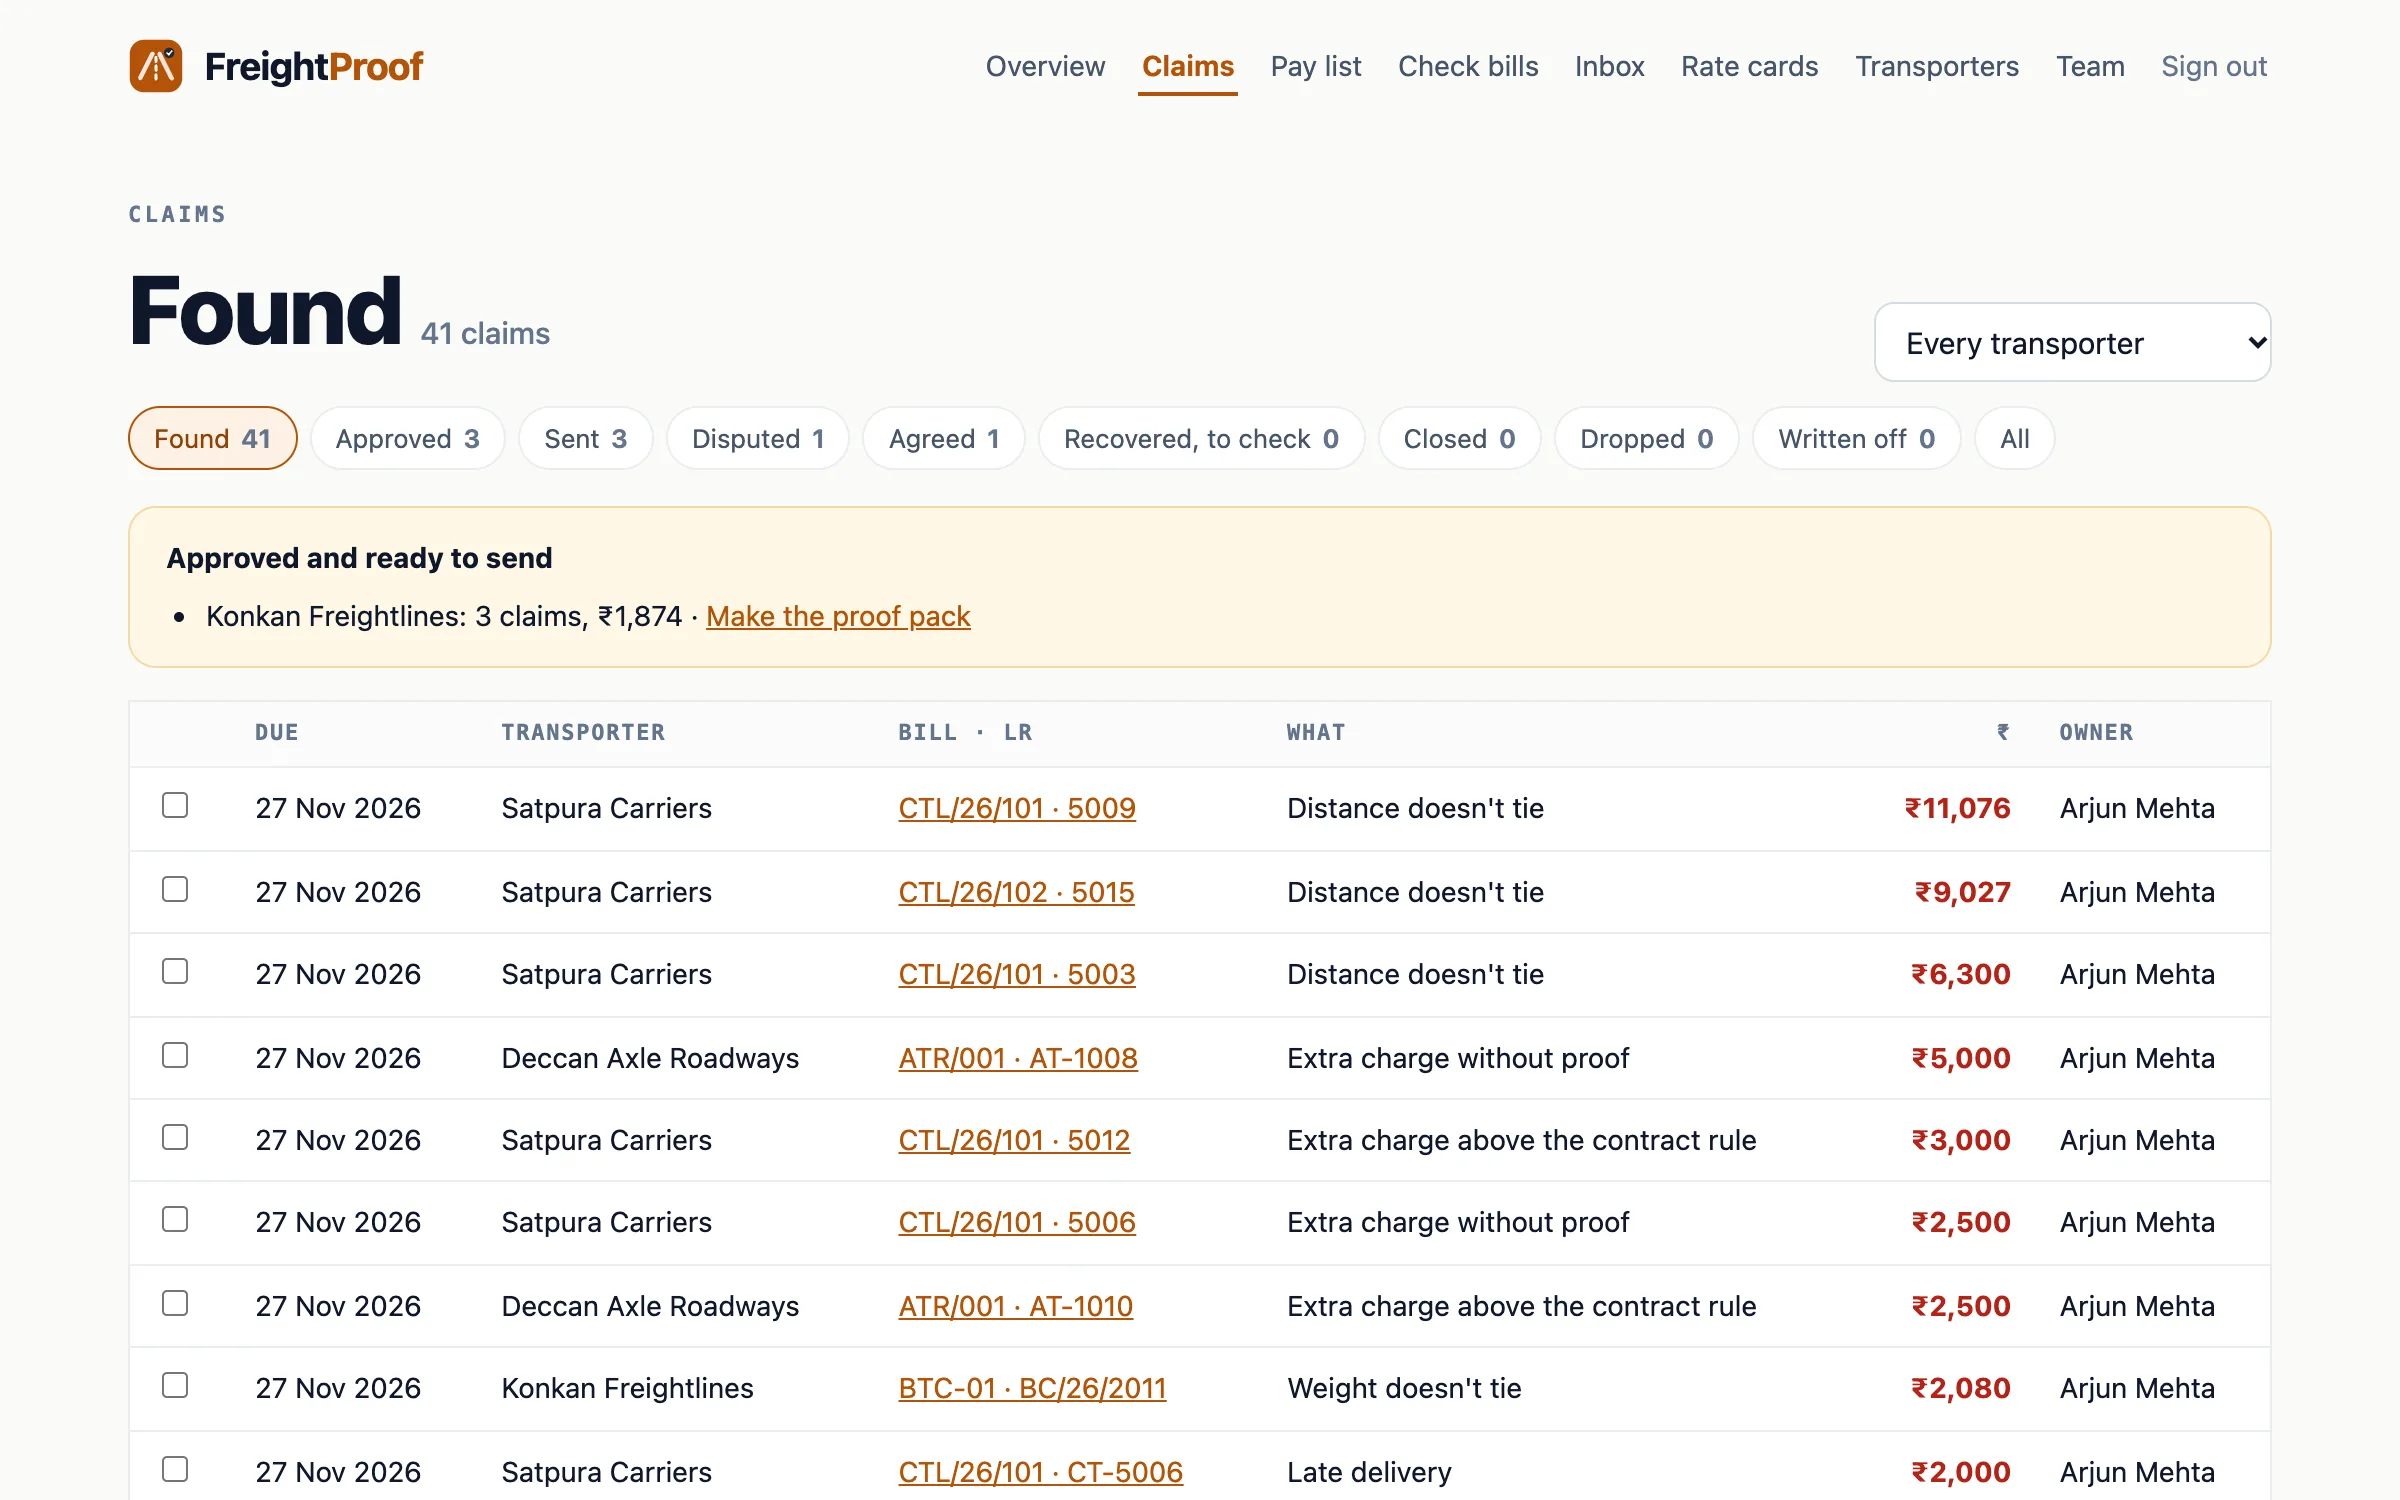 FreightProof
Overview Claims Pay list Check bills Inbox Rate cards Transporters Team Sign out
CLAIMS
Found 41 claims
Every transporter
Found 41 Approved 3 Sent 3 Disputed 1 Agreed 1 Recovered, to check 0 Closed 0 Dropped 0 Written off 0 All
Approved and ready to send
• Konkan Freightlines: 3 claims, ₹1,874 · Make the proof pack
DUE TRANSPORTER BILL · LR WHAT ₹ OWNER
27 Nov 2026 Satpura Carriers CTL/26/101 · 5009 Distance doesn't tie ₹11,076 Arjun Mehta
27 Nov 2026 Satpura Carriers CTL/26/102 · 5015 Distance doesn't tie ₹9,027 Arjun Mehta
27 Nov 2026 Satpura Carriers CTL/26/101 · 5003 Distance doesn't tie ₹6,300 Arjun Mehta
27 Nov 2026 Deccan Axle Roadways ATR/001 · AT-1008 Extra charge without proof ₹5,000 Arjun Mehta
27 Nov 2026 Satpura Carriers CTL/26/101 · 5012 Extra charge above the contract rule ₹3,000 Arjun Mehta
27 Nov 2026 Satpura Carriers CTL/26/101 · 5006 Extra charge without proof ₹2,500 Arjun Mehta
27 Nov 2026 Deccan Axle Roadways ATR/001 · AT-1010 Extra charge above the contract rule ₹2,500 Arjun Mehta
27 Nov 2026 Konkan Freightlines BTC-01 · BC/26/2011 Weight doesn't tie ₹2,080 Arjun Mehta
27 Nov 2026 Satpura Carriers CTL/26/101 · CT-5006 Late delivery ₹2,000 Arjun Mehta